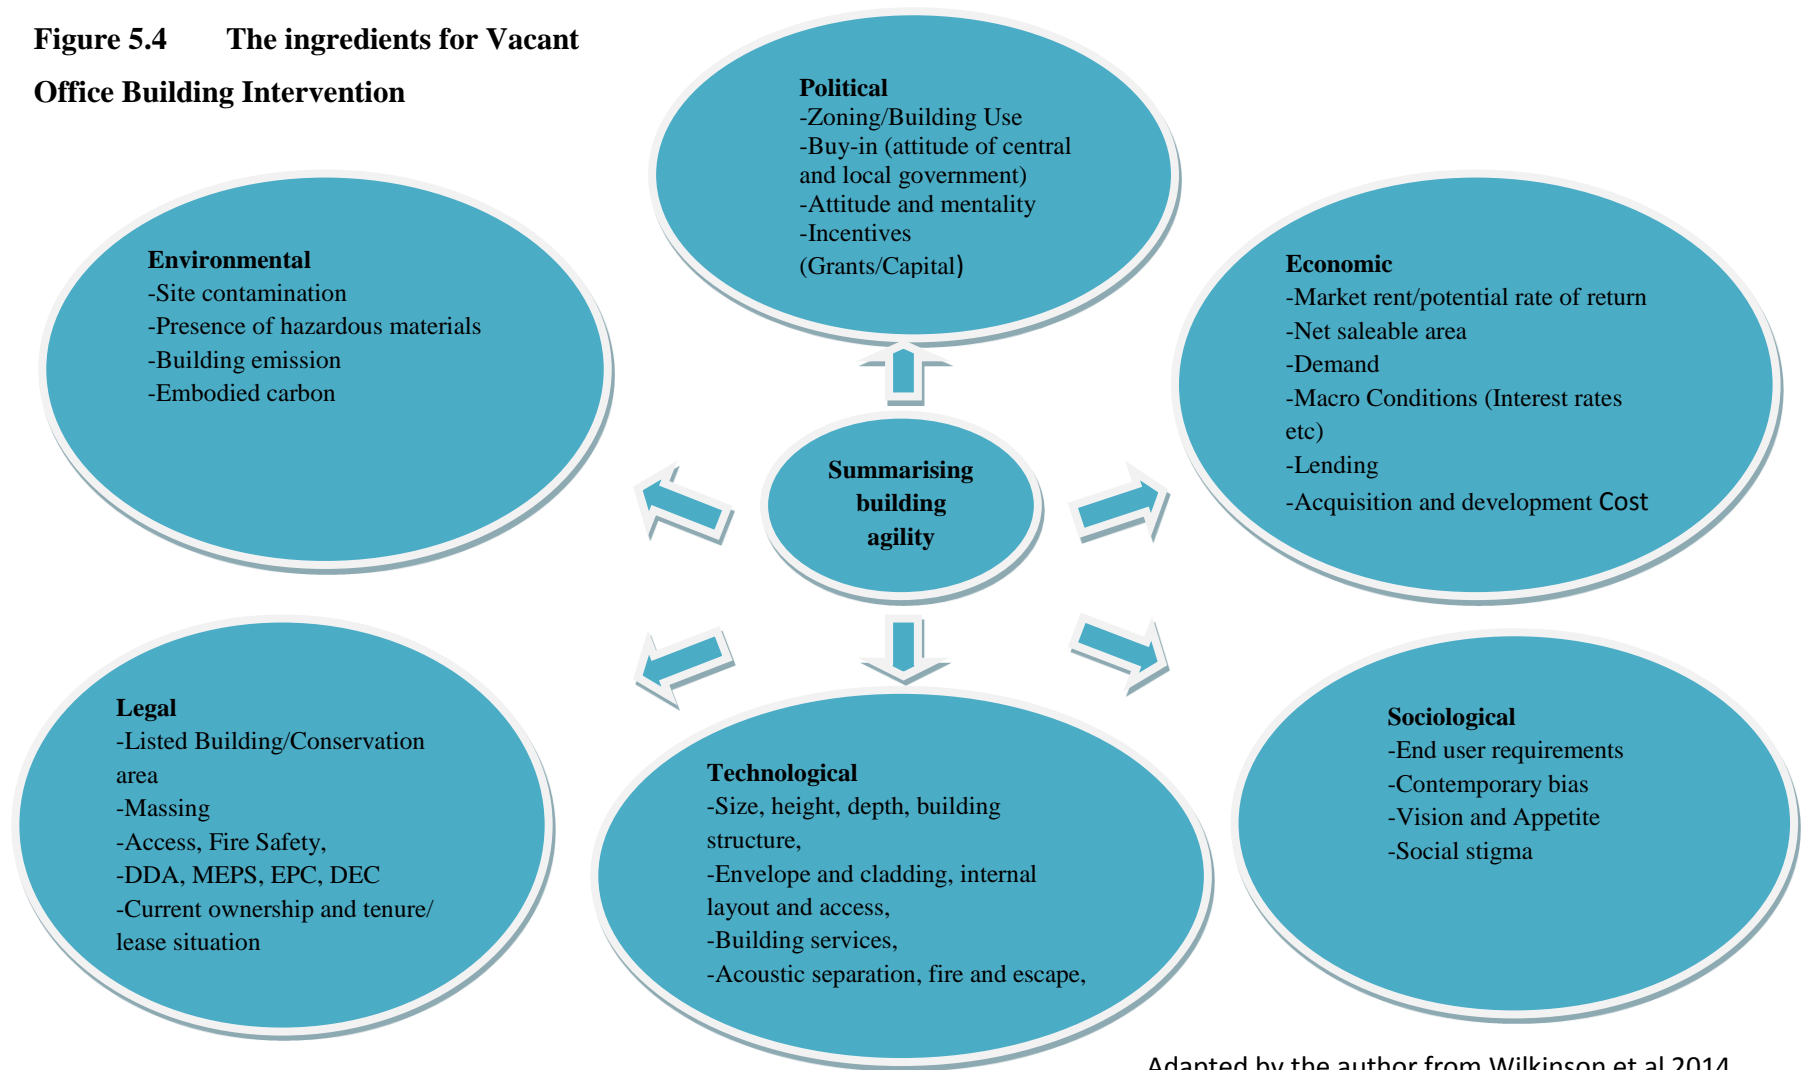 Figure 5.4 The ingredients for Vacant
Office Building Intervention
Political
-Zoning/Building Use
-Buy-in (attitude of central
and local government)
-Attitude and mentality
-Incentives
(Grants/Capital)
Environmental
-Site contamination
-Presence of hazardous materials
-Building emission
-Embodied carbon
Economic
-Market rent/potential rate of return
-Net saleable area
-Demand
-Macro Conditions (Interest rates
etc)
-Lending
-Acquisition and development Cost
Summarising
building
agility
Legal
-Listed Building/Conservation
area
-Massing
-Access, Fire Safety,
-DDA, MEPS, EPC, DEC
-Current ownership and tenure/
lease situation
Technological
-Size, height, depth, building
structure,
-Envelope and cladding, internal
layout and access,
-Building services,
-Acoustic separation, fire and escape,
Sociological
-End user requirements
-Contemporary bias
-Vision and Appetite
-Social stigma
Adapted by the author from Wilkinson et al 2014